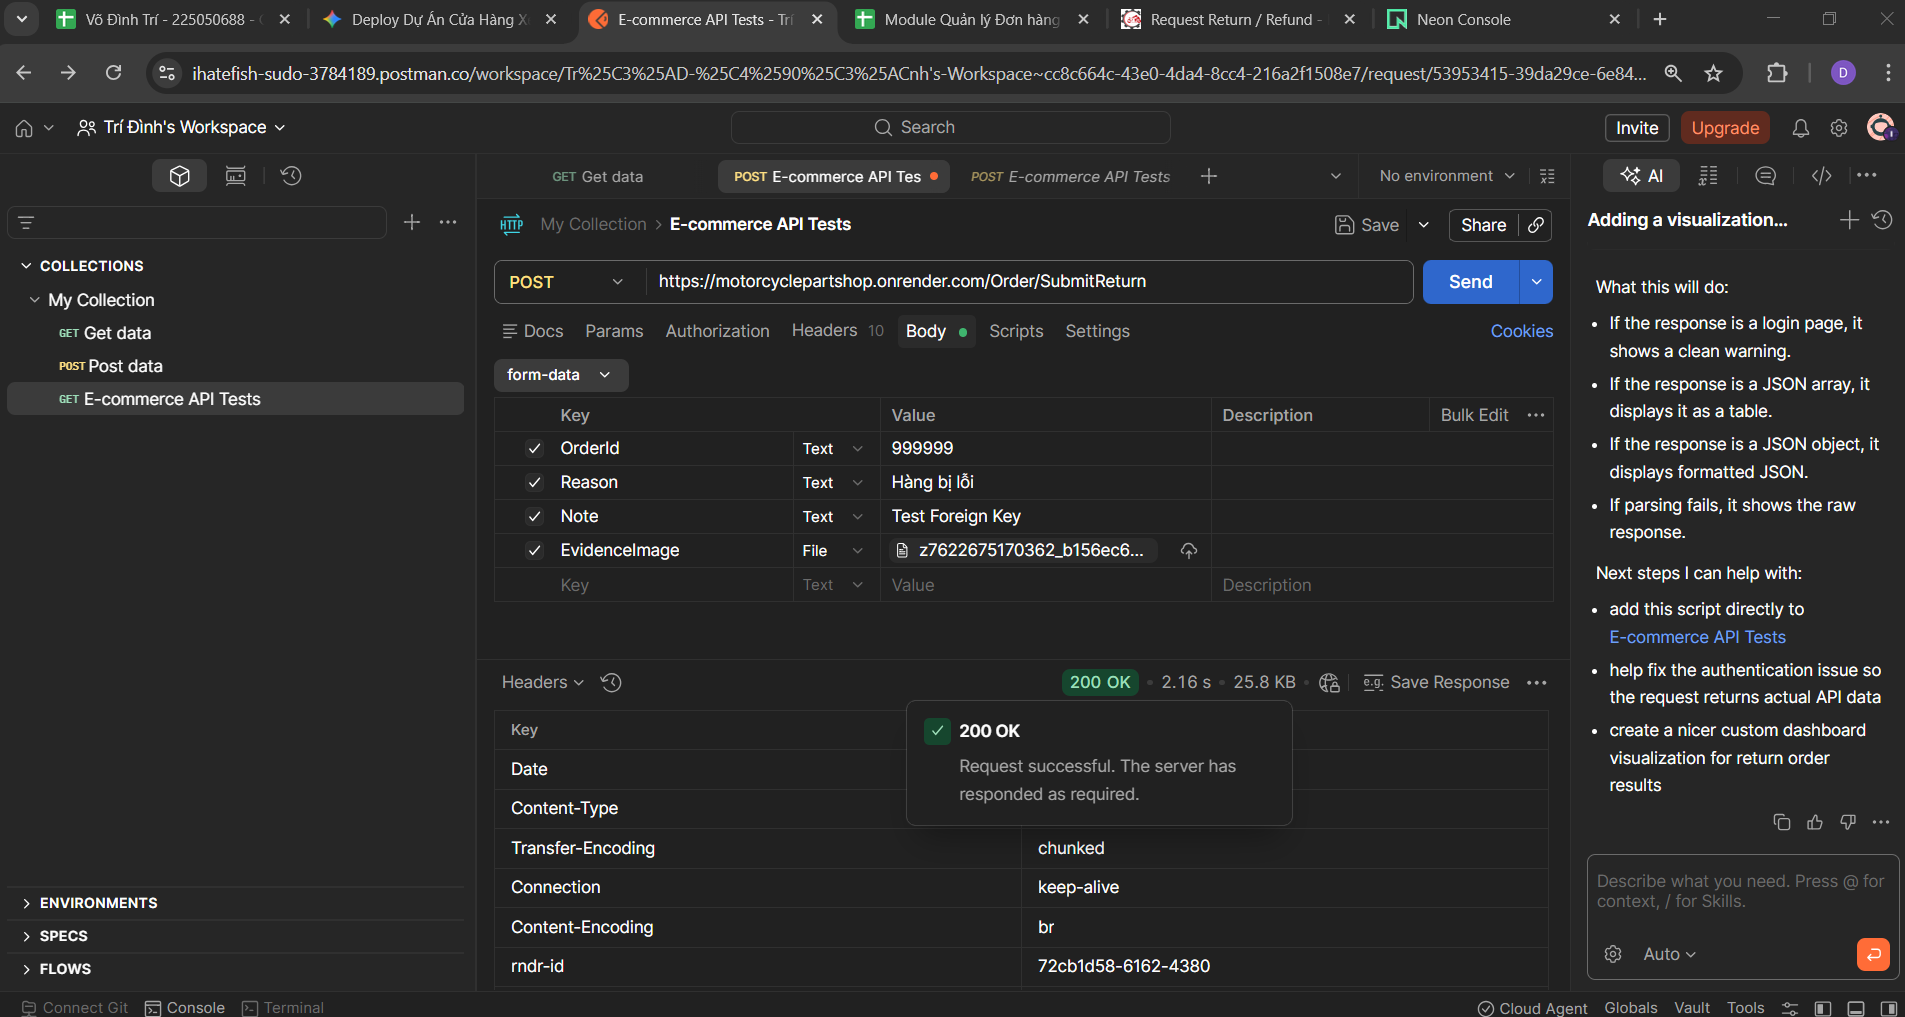 Võ Đình Trí - 225050688 -
Deploy Dự Án Cửa Hàng X
E-commerce API Tests - Trí
Module Quản lý Đơn hàng
Request Return / Refund -
Neon Console
ihatefish-sudo-3784189.postman.co/workspace/Tr%25C3%25AD-%25C4%2590%25C3%25ACnh's-Workspace~cc8c664c-43e0-4da4-8cc4-216a2f1508e7/request/53953415-39da29ce-6e84...
D
Trí Đình's Workspace
Search
Invite
Upgrade
GET Get data
POST E-commerce API Tes
POST E-commerce API Tests
No environment
AI
COLLECTIONS
My Collection
GET Get data
POST Post data
GET E-commerce API Tests
ENVIRONMENTS
SPECS
FLOWS
HTTP My Collection > E-commerce API Tests
Save
Share
POST
https://motorcyclepartshop.onrender.com/Order/SubmitReturn
Send
Docs Params Authorization Headers 10 Body Scripts Settings
Cookies
form-data
Key Value Description Bulk Edit
OrderId Text 999999
Reason Text Hàng bị lỗi
Note Text Test Foreign Key
EvidenceImage File z7622675170362_b156ec6...
Key Text Value Description
Headers
200 OK 2.16 s 25.8 KB
e.g. Save Response
200 OK
Request successful. The server has
responded as required.
Key
Date
Content-Type
Transfer-Encoding chunked
Connection keep-alive
Content-Encoding br
rndr-id 72cb1d58-6162-4380
Adding a visualization...
What this will do:
• If the response is a login page, it
shows a clean warning.
• If the response is a JSON array, it
displays it as a table.
• If the response is a JSON object, it
displays formatted JSON.
• If parsing fails, it shows the raw
response.
Next steps I can help with:
• add this script directly to
E-commerce API Tests
• help fix the authentication issue so
the request returns actual API data
• create a nicer custom dashboard
visualization for return order
results
Describe what you need. Press @ for
context, / for Skills.
Auto
Connect Git Console Terminal
Cloud Agent Globals Vault Tools